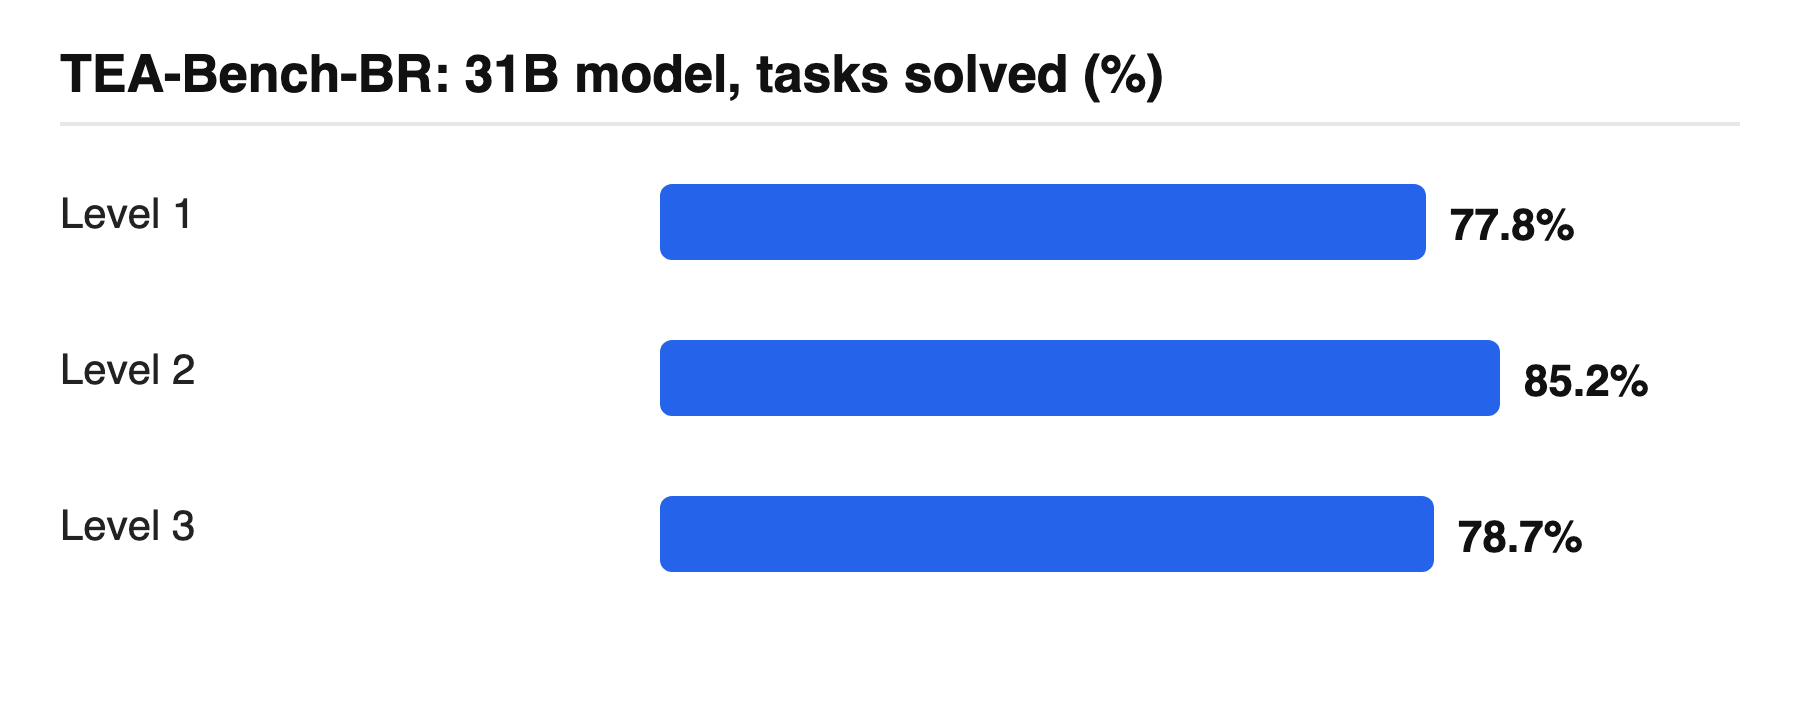 TEA-Bench-BR: 31B model, tasks solved (%)
Level 1 77.8%
Level 2 85.2%
Level 3 78.7%